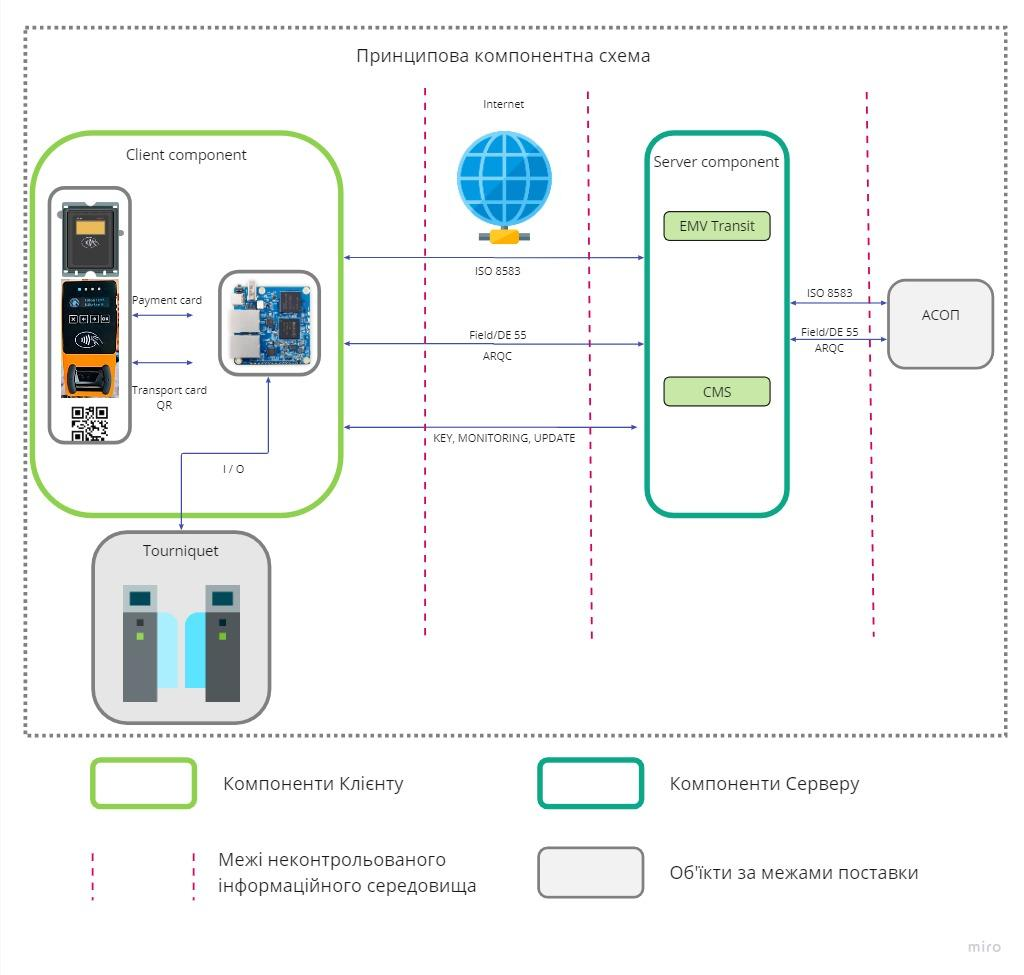 Принципова компонентна схема
Internet
Client component
Server component
EMV Transit
ISO 8583
Payment card
ISO 8583
АСОП
Field/DE 55
ARQC
Field/DE 55
ARQC
Transport card
QR
CMS
KEY, MONITORING, UPDATE
I / O
Tourniquet
Компоненти Клієнту
Компоненти Серверу
Межі неконтрольованого
інформаційного середовища
Об'їкти за межами поставки
miro